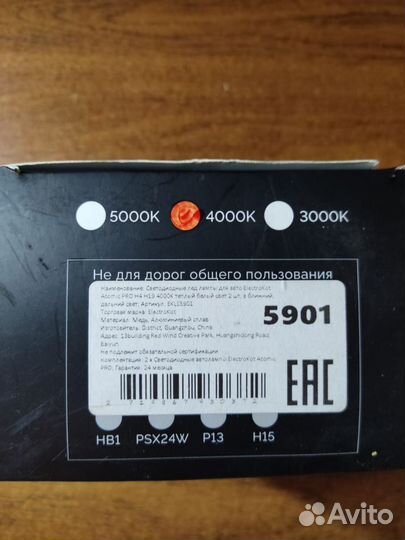 5000K 4000K 3000K
Не для дорог общего пользования
Наименование: Светодиодные лед лампы для авто ElectroKot
Atomic PRO H4 H19 4000K теплый белый свет 2 шт, в ближний,
дальний свет. Артикул: EKL15901
Торговая марка: ElectroKot
Материал: Медь, Алюминиевый сплав
Изготовитель: District, Guangzhou, China
Адрес: 13building Red Wind Creative Park, Huangshidong Road,
Baiyun
Не подлежит обязательной сертификации
Комплектация: 2 x Светодиодные автолампы ElectroKot Atomic
PRO; Гарантия: 24 месяца
5901
EAC
HB1 PSX24W P13 H15
Avito